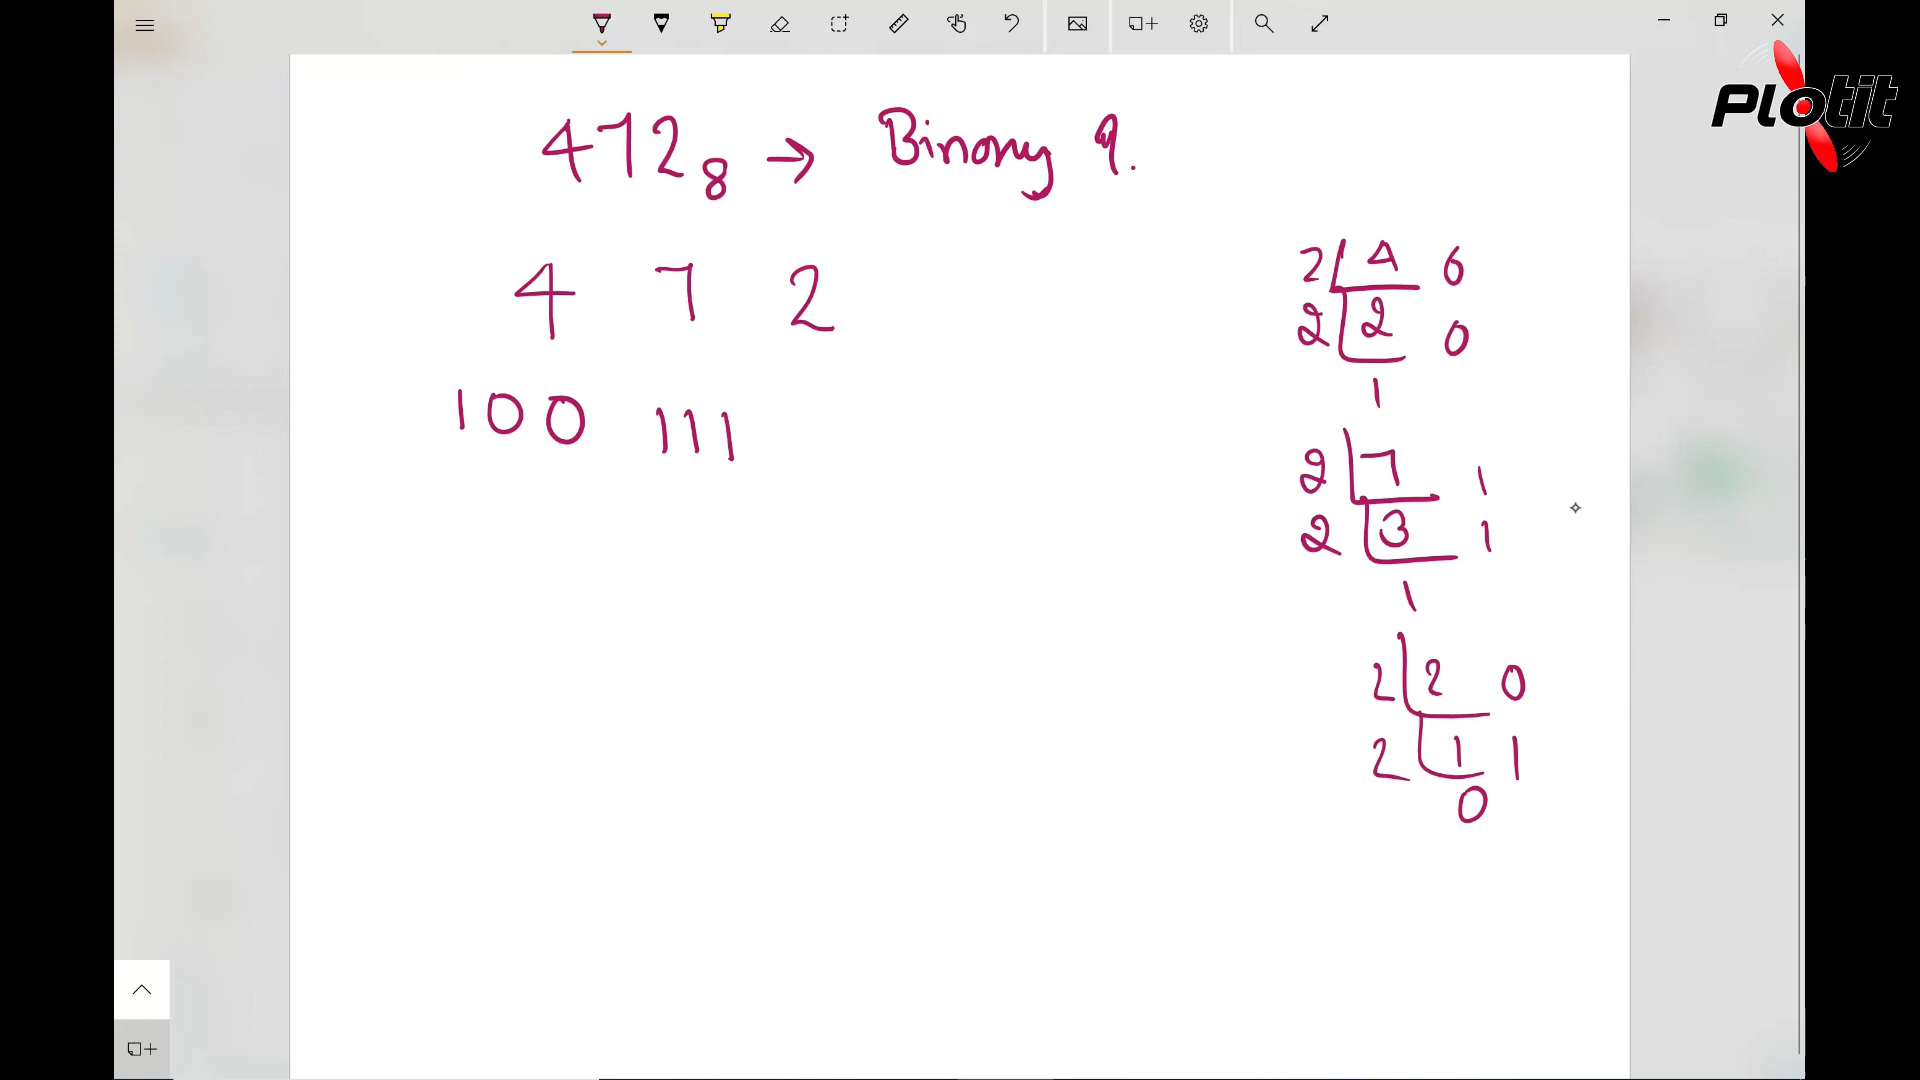 Plotit
472₈ → Binary ?.
4 7 2
100 111
2 4 0
2 2 0
1
2 7 1
2 3 1
1
2 2 0
2 1 1
0